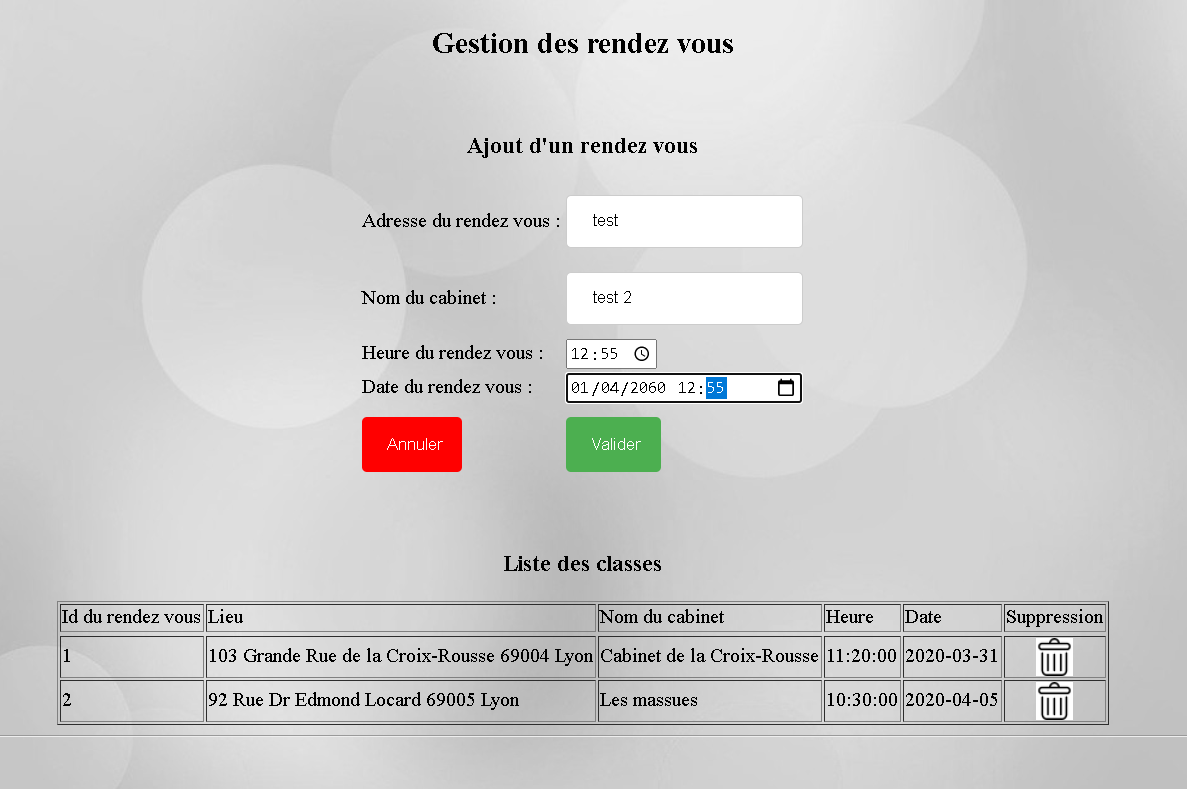 Gestion des rendez vous
Ajout d'un rendez vous
Adresse du rendez vous : test
Nom du cabinet : test 2
Heure du rendez vous : 12:55
Date du rendez vous : 01/04/2060 12:55
Annuler Valider
Liste des classes
Id du rendez vous Lieu Nom du cabinet Heure Date Suppression
1 103 Grande Rue de la Croix-Rousse 69004 Lyon Cabinet de la Croix-Rousse 11:20:00 2020-03-31
2 92 Rue Dr Edmond Locard 69005 Lyon Les massues 10:30:00 2020-04-05